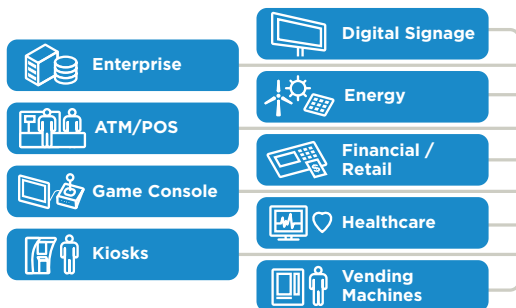 Enterprise
ATM/POS
Game Console
Kiosks
Digital Signage
Energy
Financial /
Retail
Healthcare
Vending
Machines